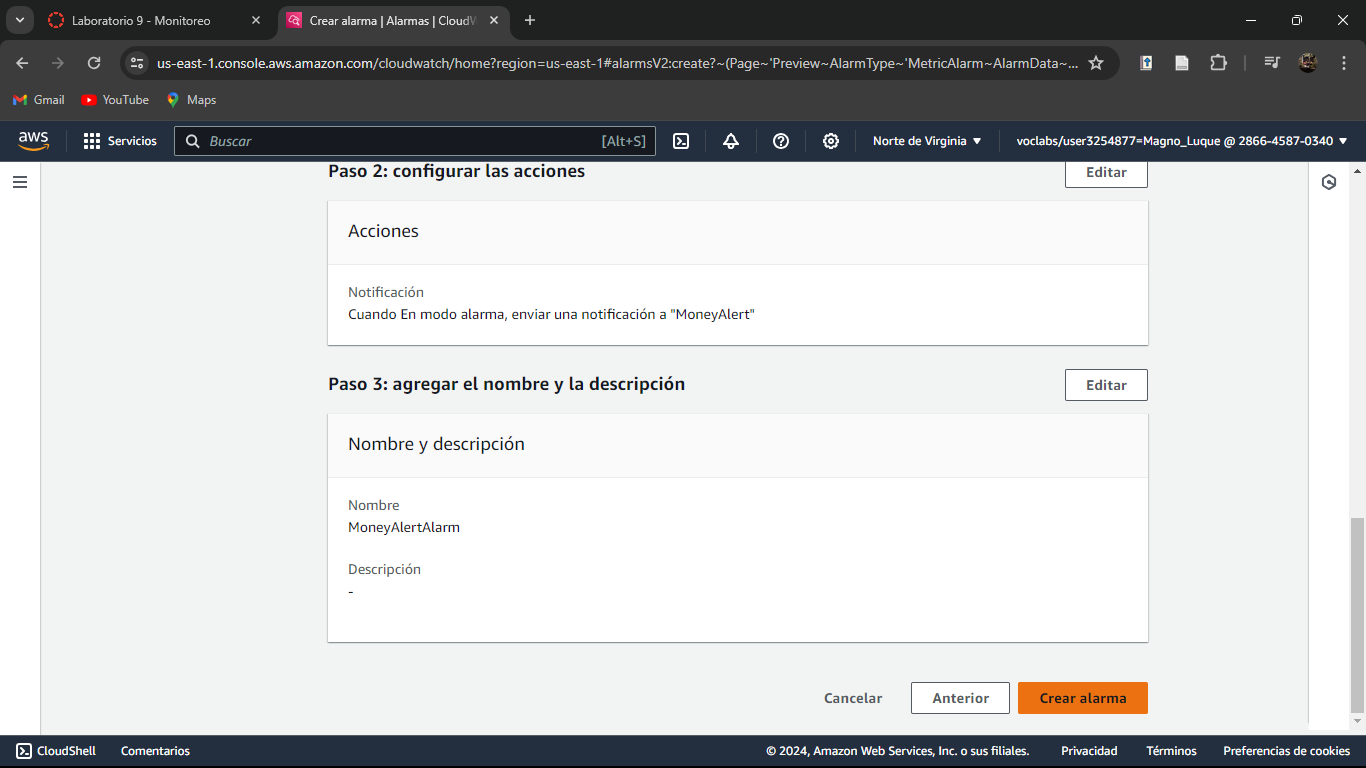 Laboratorio 9 - Monitoreo
Crear alarma | Alarmas | CloudW
us-east-1.console.aws.amazon.com/cloudwatch/home?region=us-east-1#alarmsV2:create?~(Page~'Preview~AlarmType~'MetricAlarm~AlarmData~...
Gmail
YouTube
Maps
aws
Servicios
Buscar
[Alt+S]
Norte de Virginia
voclabs/user3254877=Magno_Luque @ 2866-4587-0340
Paso 2: configurar las acciones
Editar
Acciones
Notificación
Cuando En modo alarma, enviar una notificación a "MoneyAlert"
Paso 3: agregar el nombre y la descripción
Editar
Nombre y descripción
Nombre
MoneyAlertAlarm
Descripción
-
Cancelar
Anterior
Crear alarma
CloudShell
Comentarios
© 2024, Amazon Web Services, Inc. o sus filiales.
Privacidad
Términos
Preferencias de cookies